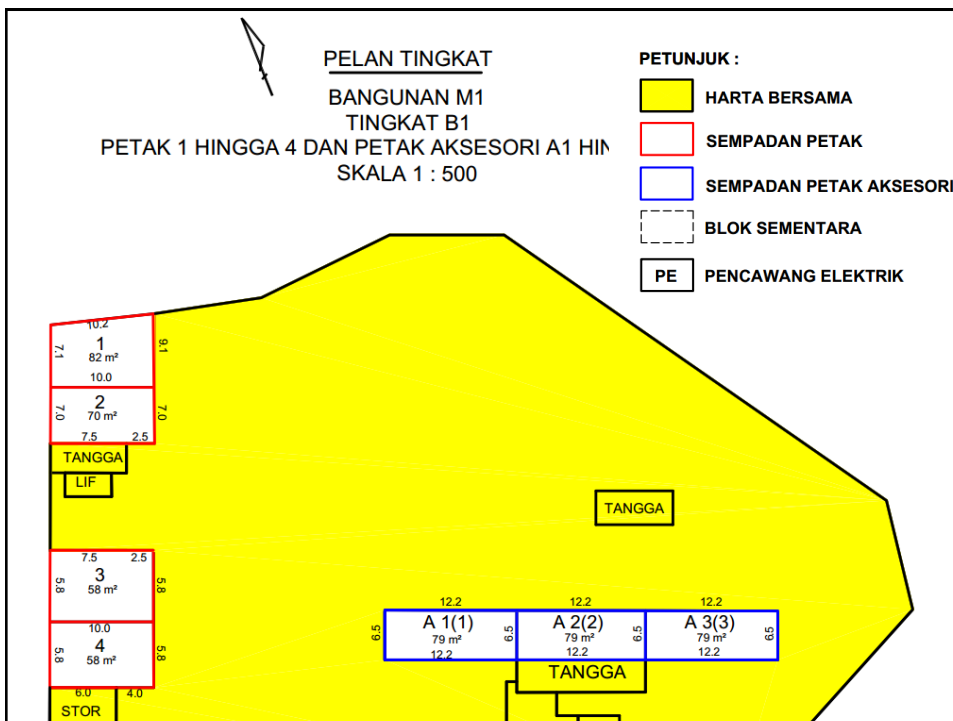 PELAN TINGKAT
BANGUNAN M1
TINGKAT B1
PETAK 1 HINGGA 4 DAN PETAK AKSESORI A1 HIN
SKALA 1 : 500
PETUNJUK :
HARTA BERSAMA
SEMPADAN PETAK
SEMPADAN PETAK AKSESORI
BLOK SEMENTARA
PE PENCAWANG ELEKTRIK
10.2
7.1
1
82 m²
9.1
10.0
7.0
2
70 m²
7.0
7.5 2.5
TANGGA
LIF
TANGGA
7.5 2.5
5.8
3
58 m²
5.8
10.0
5.8
4
58 m²
5.8
6.0 4.0
STOR
12.2 12.2 12.2
6.5
A 1(1)
79 m²
12.2
6.5
A 2(2)
79 m²
12.2
6.5
A 3(3)
79 m²
12.2
6.5
TANGGA